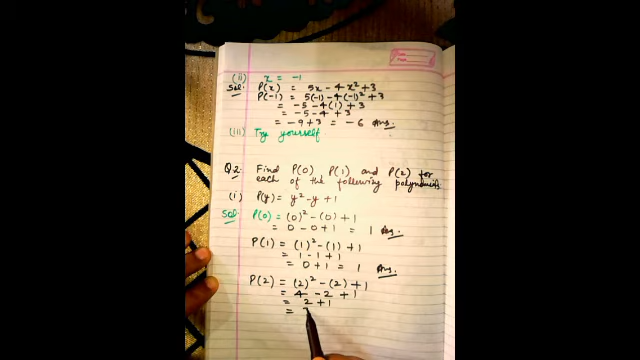 (ii) x = -1
Sol: P(x) = 5x - 4x² + 3
P(-1) = 5(-1) - 4(-1)² + 3
= -5 - 4(1) + 3
= -5 - 4 + 3
= -9 + 3 = -6 Ans.
(iii) Try yourself
Q.2 Find P(0) P(1) and P(2) for
each of the following polynomials
(i) P(y) = y² - y + 1
Sol: P(0) = (0)² - (0) + 1
= 0 - 0 + 1 = 1 Ans.
P(1) = (1)² - (1) + 1
= 1 - 1 + 1
= 0 + 1 = 1 Ans.
P(2) = (2)² - (2) + 1
= 4 - 2 + 1
= 2 + 1
=